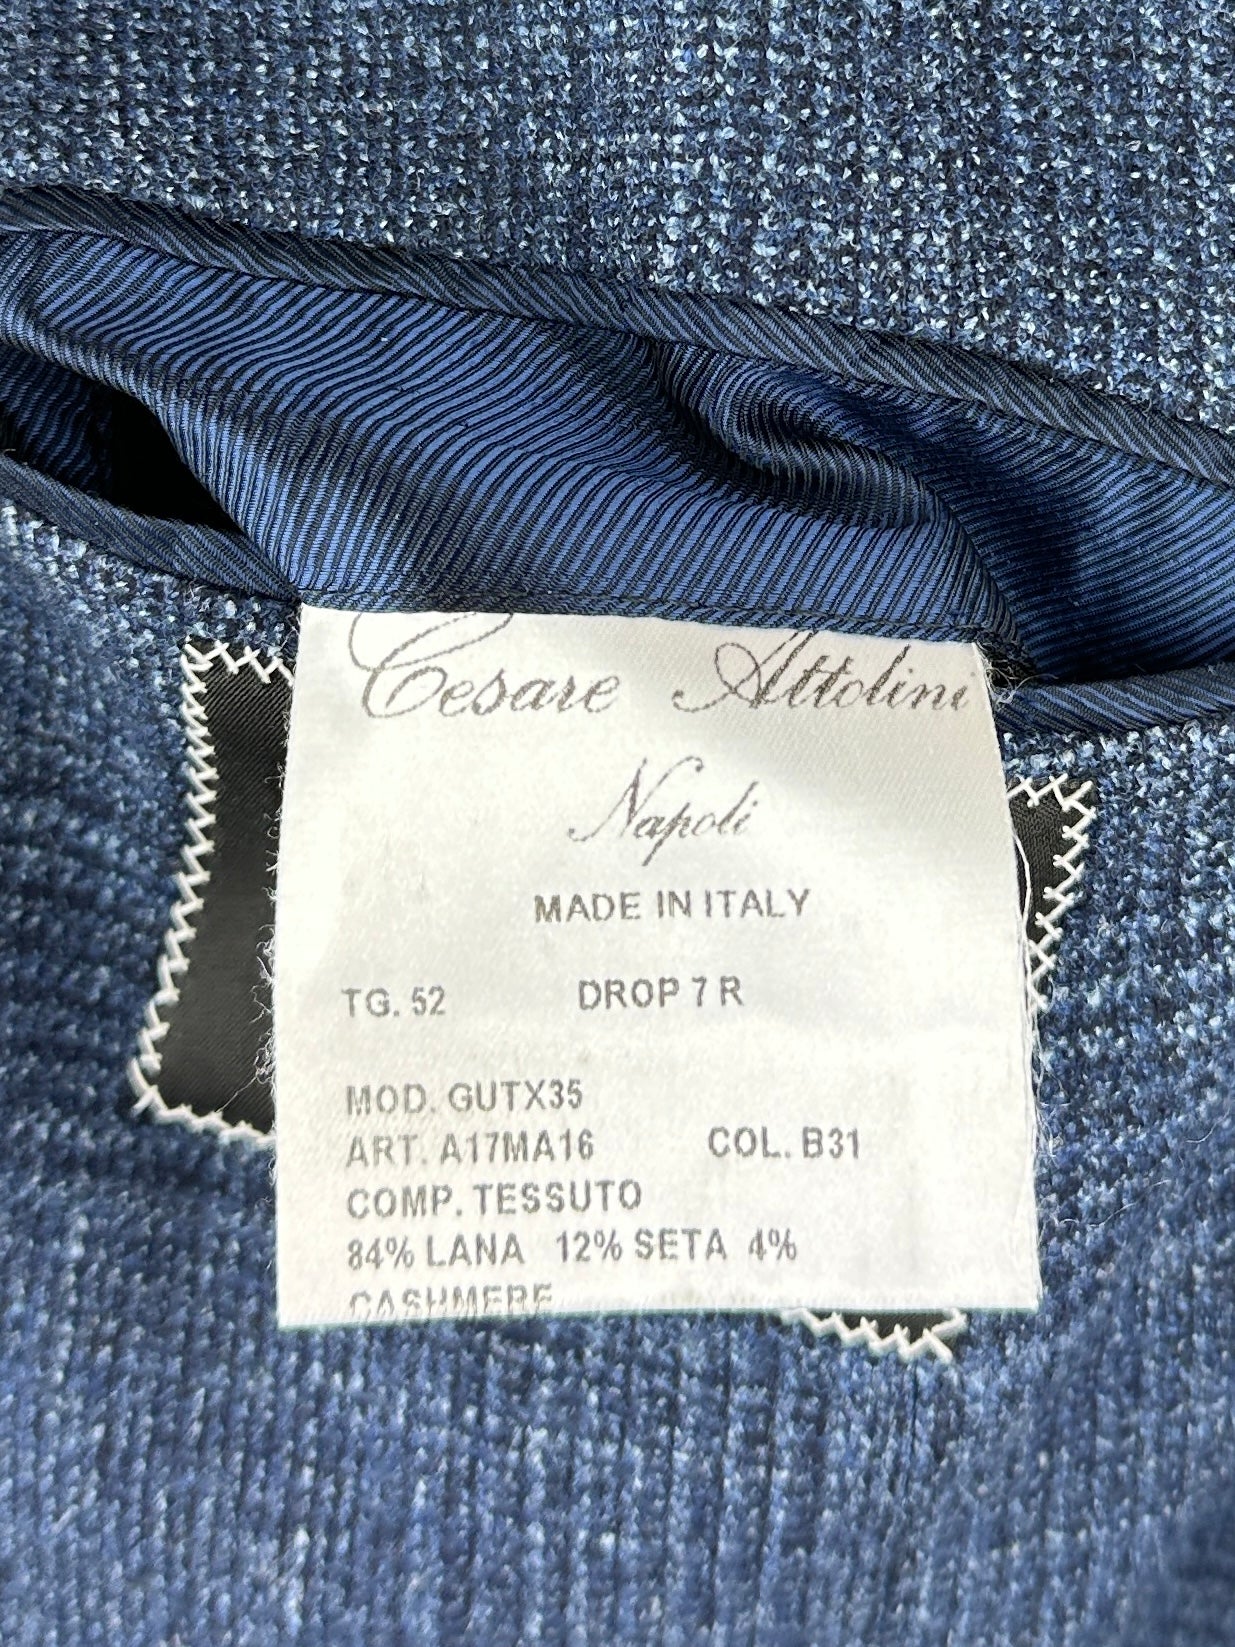 Cesare Attolini
Napoli
MADE IN ITALY
TG. 52 DROP 7 R
MOD. GUTX35
ART. A17MA16 COL. B31
COMP. TESSUTO
84% LANA 12% SETA 4%
CASHMERE